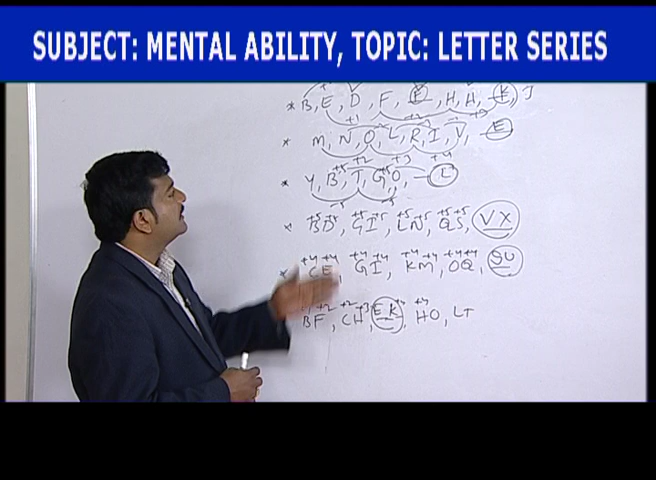 SUBJECT: MENTAL ABILITY, TOPIC: LETTER SERIES
* B, E, D, F, F, H, H, K, J
* M, N, O, L, R, I, V, E
* Y, B, T, G, O, L
* BD, GI, LN, QS, VX
* CE, GI, KM, OQ, SU
BF, CH, EK, HO, LT